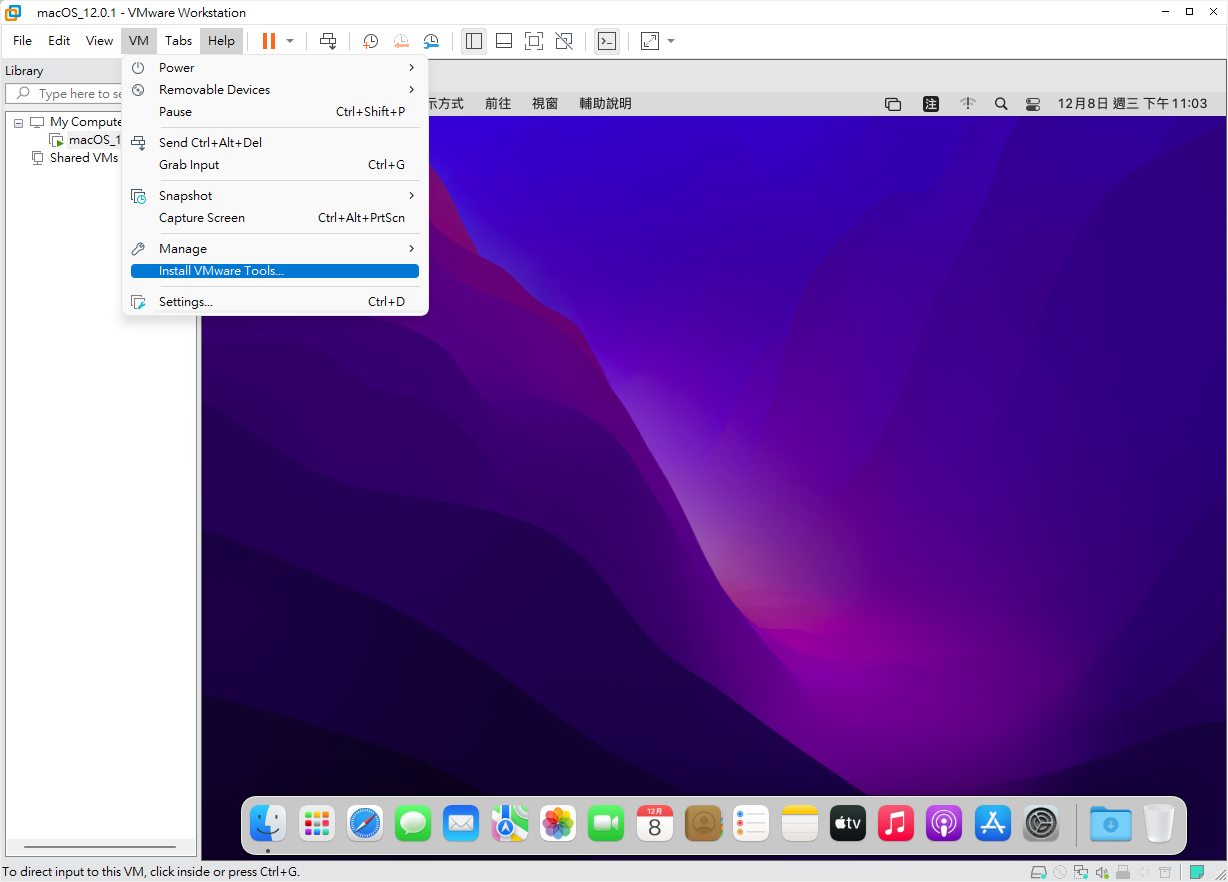 macOS_12.0.1 - VMware Workstation
File Edit View VM Tabs Help
Library
Type here to se
My Compute
macOS_1
Shared VMs
Power
Removable Devices
Pause Ctrl+Shift+P
Send Ctrl+Alt+Del
Grab Input Ctrl+G
Snapshot
Capture Screen Ctrl+Alt+PrtScn
Manage
Install VMware Tools...
Settings... Ctrl+D
示方式 前往 視窗 輔助說明 注 12月8日 週三 下午11:03
12月
8
tv
To direct input to this VM, click inside or press Ctrl+G.